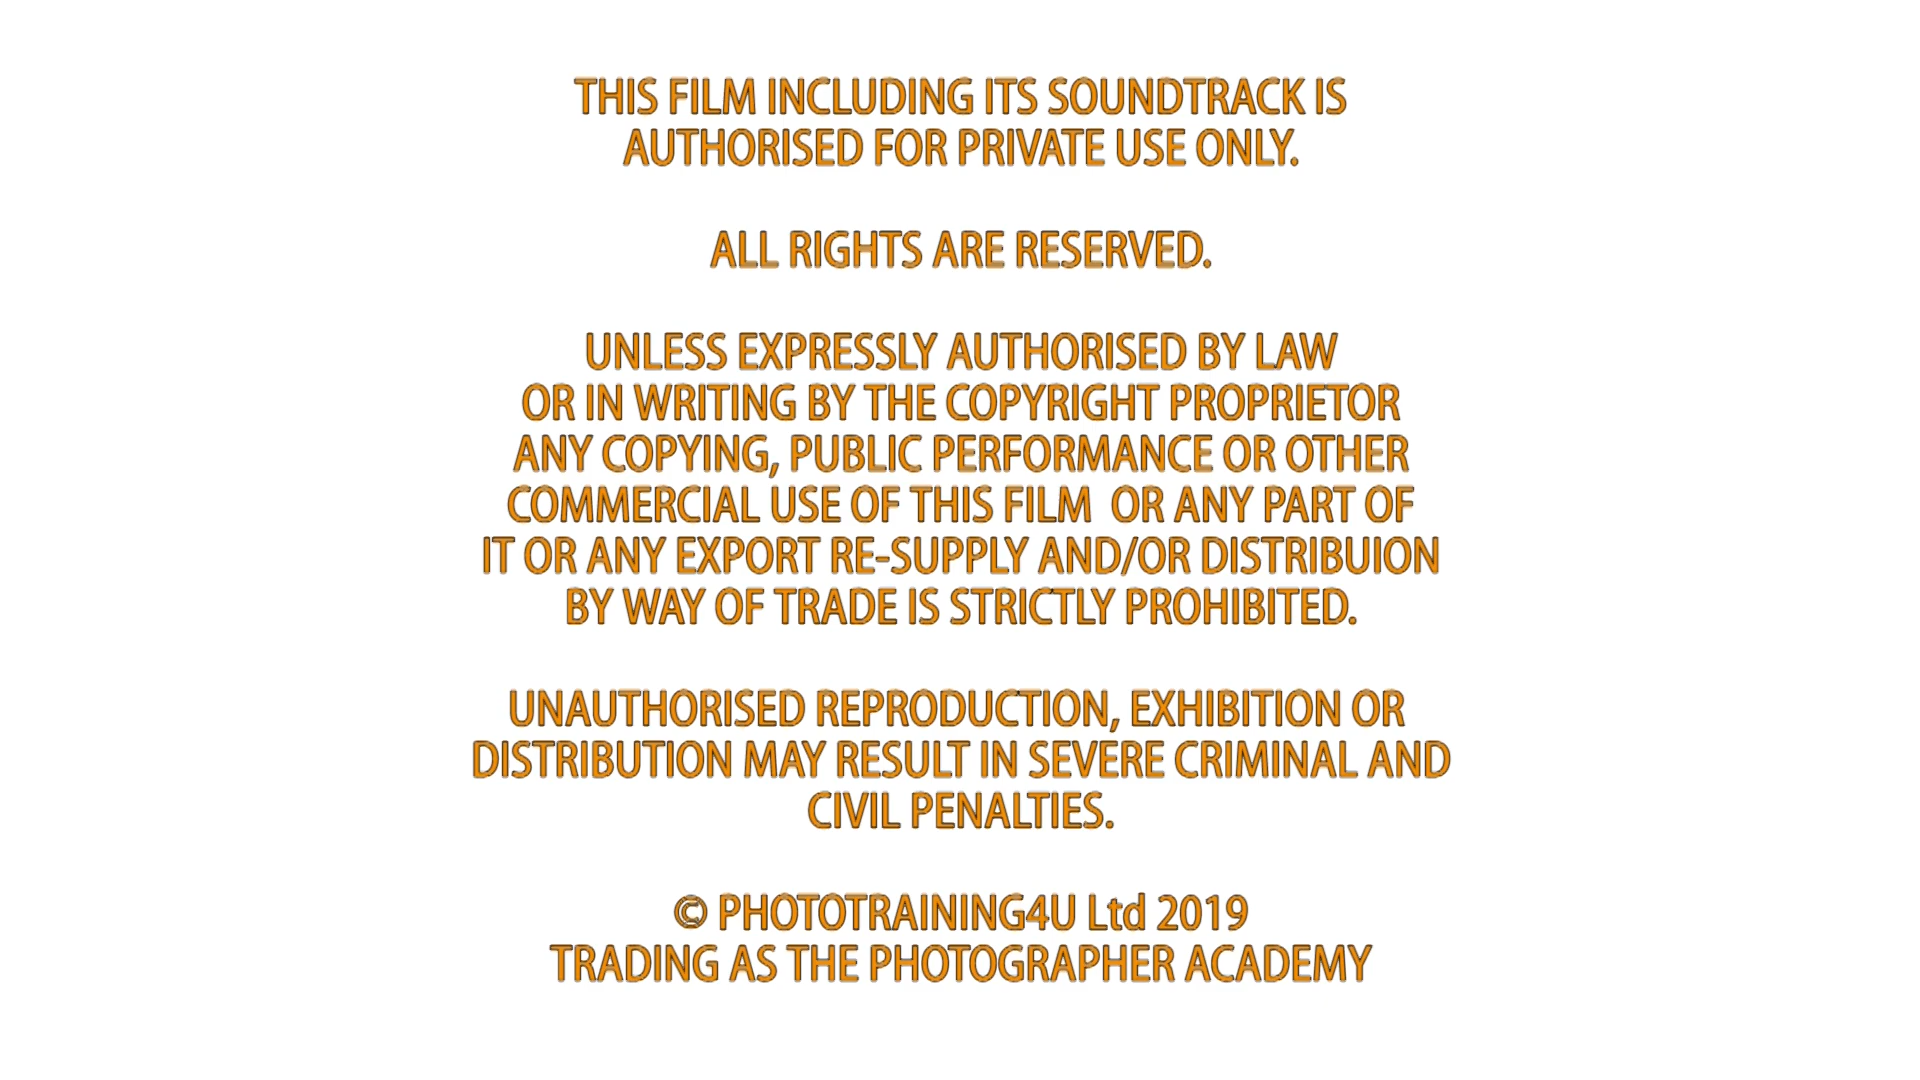 THIS FILM INCLUDING ITS SOUNDTRACK IS
AUTHORISED FOR PRIVATE USE ONLY.
ALL RIGHTS ARE RESERVED.
UNLESS EXPRESSLY AUTHORISED BY LAW
OR IN WRITING BY THE COPYRIGHT PROPRIETOR
ANY COPYING, PUBLIC PERFORMANCE OR OTHER
COMMERCIAL USE OF THIS FILM  OR ANY PART OF
IT OR ANY EXPORT RE-SUPPLY AND/OR DISTRIBUION
BY WAY OF TRADE IS STRICTLY PROHIBITED.
UNAUTHORISED REPRODUCTION, EXHIBITION OR
DISTRIBUTION MAY RESULT IN SEVERE CRIMINAL AND
CIVIL PENALTIES.
© PHOTOTRAINING4U Ltd 2019
TRADING AS THE PHOTOGRAPHER ACADEMY